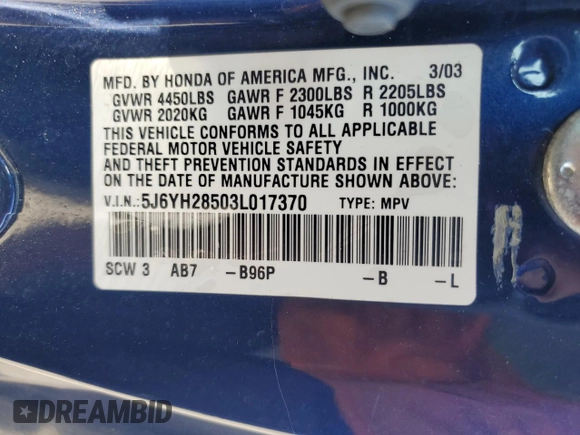 MFD. BY HONDA OF AMERICA MFG., INC. 3/03
GVWR 4450LBS GAWR F 2300LBS R 2205LBS
GVWR 2020KG GAWR F 1045KG R 1000KG
THIS VEHICLE CONFORMS TO ALL APPLICABLE
FEDERAL MOTOR VEHICLE SAFETY
AND THEFT PREVENTION STANDARDS IN EFFECT
ON THE DATE OF MANUFACTURE SHOWN ABOVE:
V.I.N.:5J6YH28503L017370 TYPE: MPV
SCW 3 AB7 -B96P -B -L
H
DREAMBID